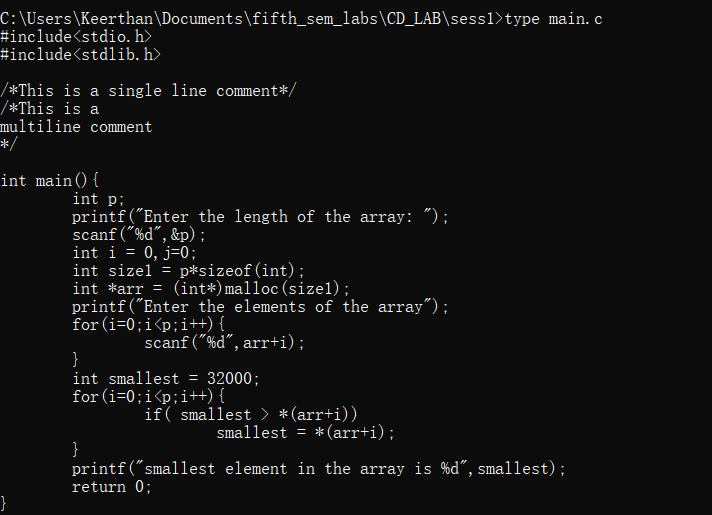 C:\Users\Keerthan\Documents\fifth_sem_labs\CD_LAB\sess1>type main.c
#include<stdio.h>
#include<stdlib.h>

/*This is a single line comment*/
/*This is a
multiline comment
*/

int main(){
        int p;
        printf("Enter the length of the array: ");
        scanf("%d",&p);
        int i = 0,j=0;
        int size1 = p*sizeof(int);
        int *arr = (int*)malloc(size1);
        printf("Enter the elements of the array");
        for(i=0;i<p;i++){
                scanf("%d",arr+i);
        }
        int smallest = 32000;
        for(i=0;i<p;i++){
                if( smallest > *(arr+i))
                        smallest = *(arr+i);
        }
        printf("smallest element in the array is %d",smallest);
        return 0;
}